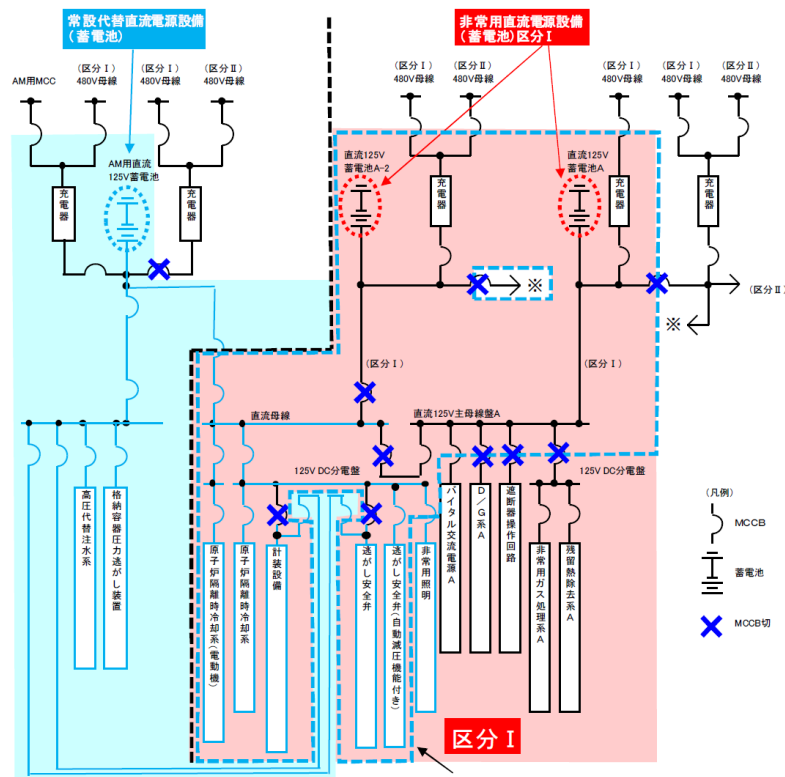 常設代替直流電源設備
(蓄電池)
非常用直流電源設備
(蓄電池)区分Ⅰ
AM用MCC
(区分Ⅰ)
480V母線
(区分Ⅰ)
480V母線
(区分Ⅱ)
480V母線
(区分Ⅰ)
480V母線
(区分Ⅱ)
480V母線
(区分Ⅰ)
480V母線
(区分Ⅰ)
480V母線
(区分Ⅱ)
480V母線
AM用直流
125V蓄電池
直流125V
蓄電池A-2
直流125V
蓄電池A
充電器
充電器
充電器
充電器
充電器
※
(区分Ⅱ)
※
(区分Ⅰ)
(区分Ⅰ)
直流母線
直流125V主母線盤A
125V DC分電盤
125V DC分電盤
高圧代替注水系
格納容器圧力逃がし装置
原子炉隔離時冷却系(電動機)
原子炉隔離時冷却系
計装設備
逃がし安全弁
逃がし安全弁(自動減圧機能付き)
非常用照明
バイタル交流電源A
D/G系A
遮断器操作回路
非常用ガス処理系A
残留熱除去系A
(凡例)
MCCB
蓄電池
MCCB切
区分Ⅰ